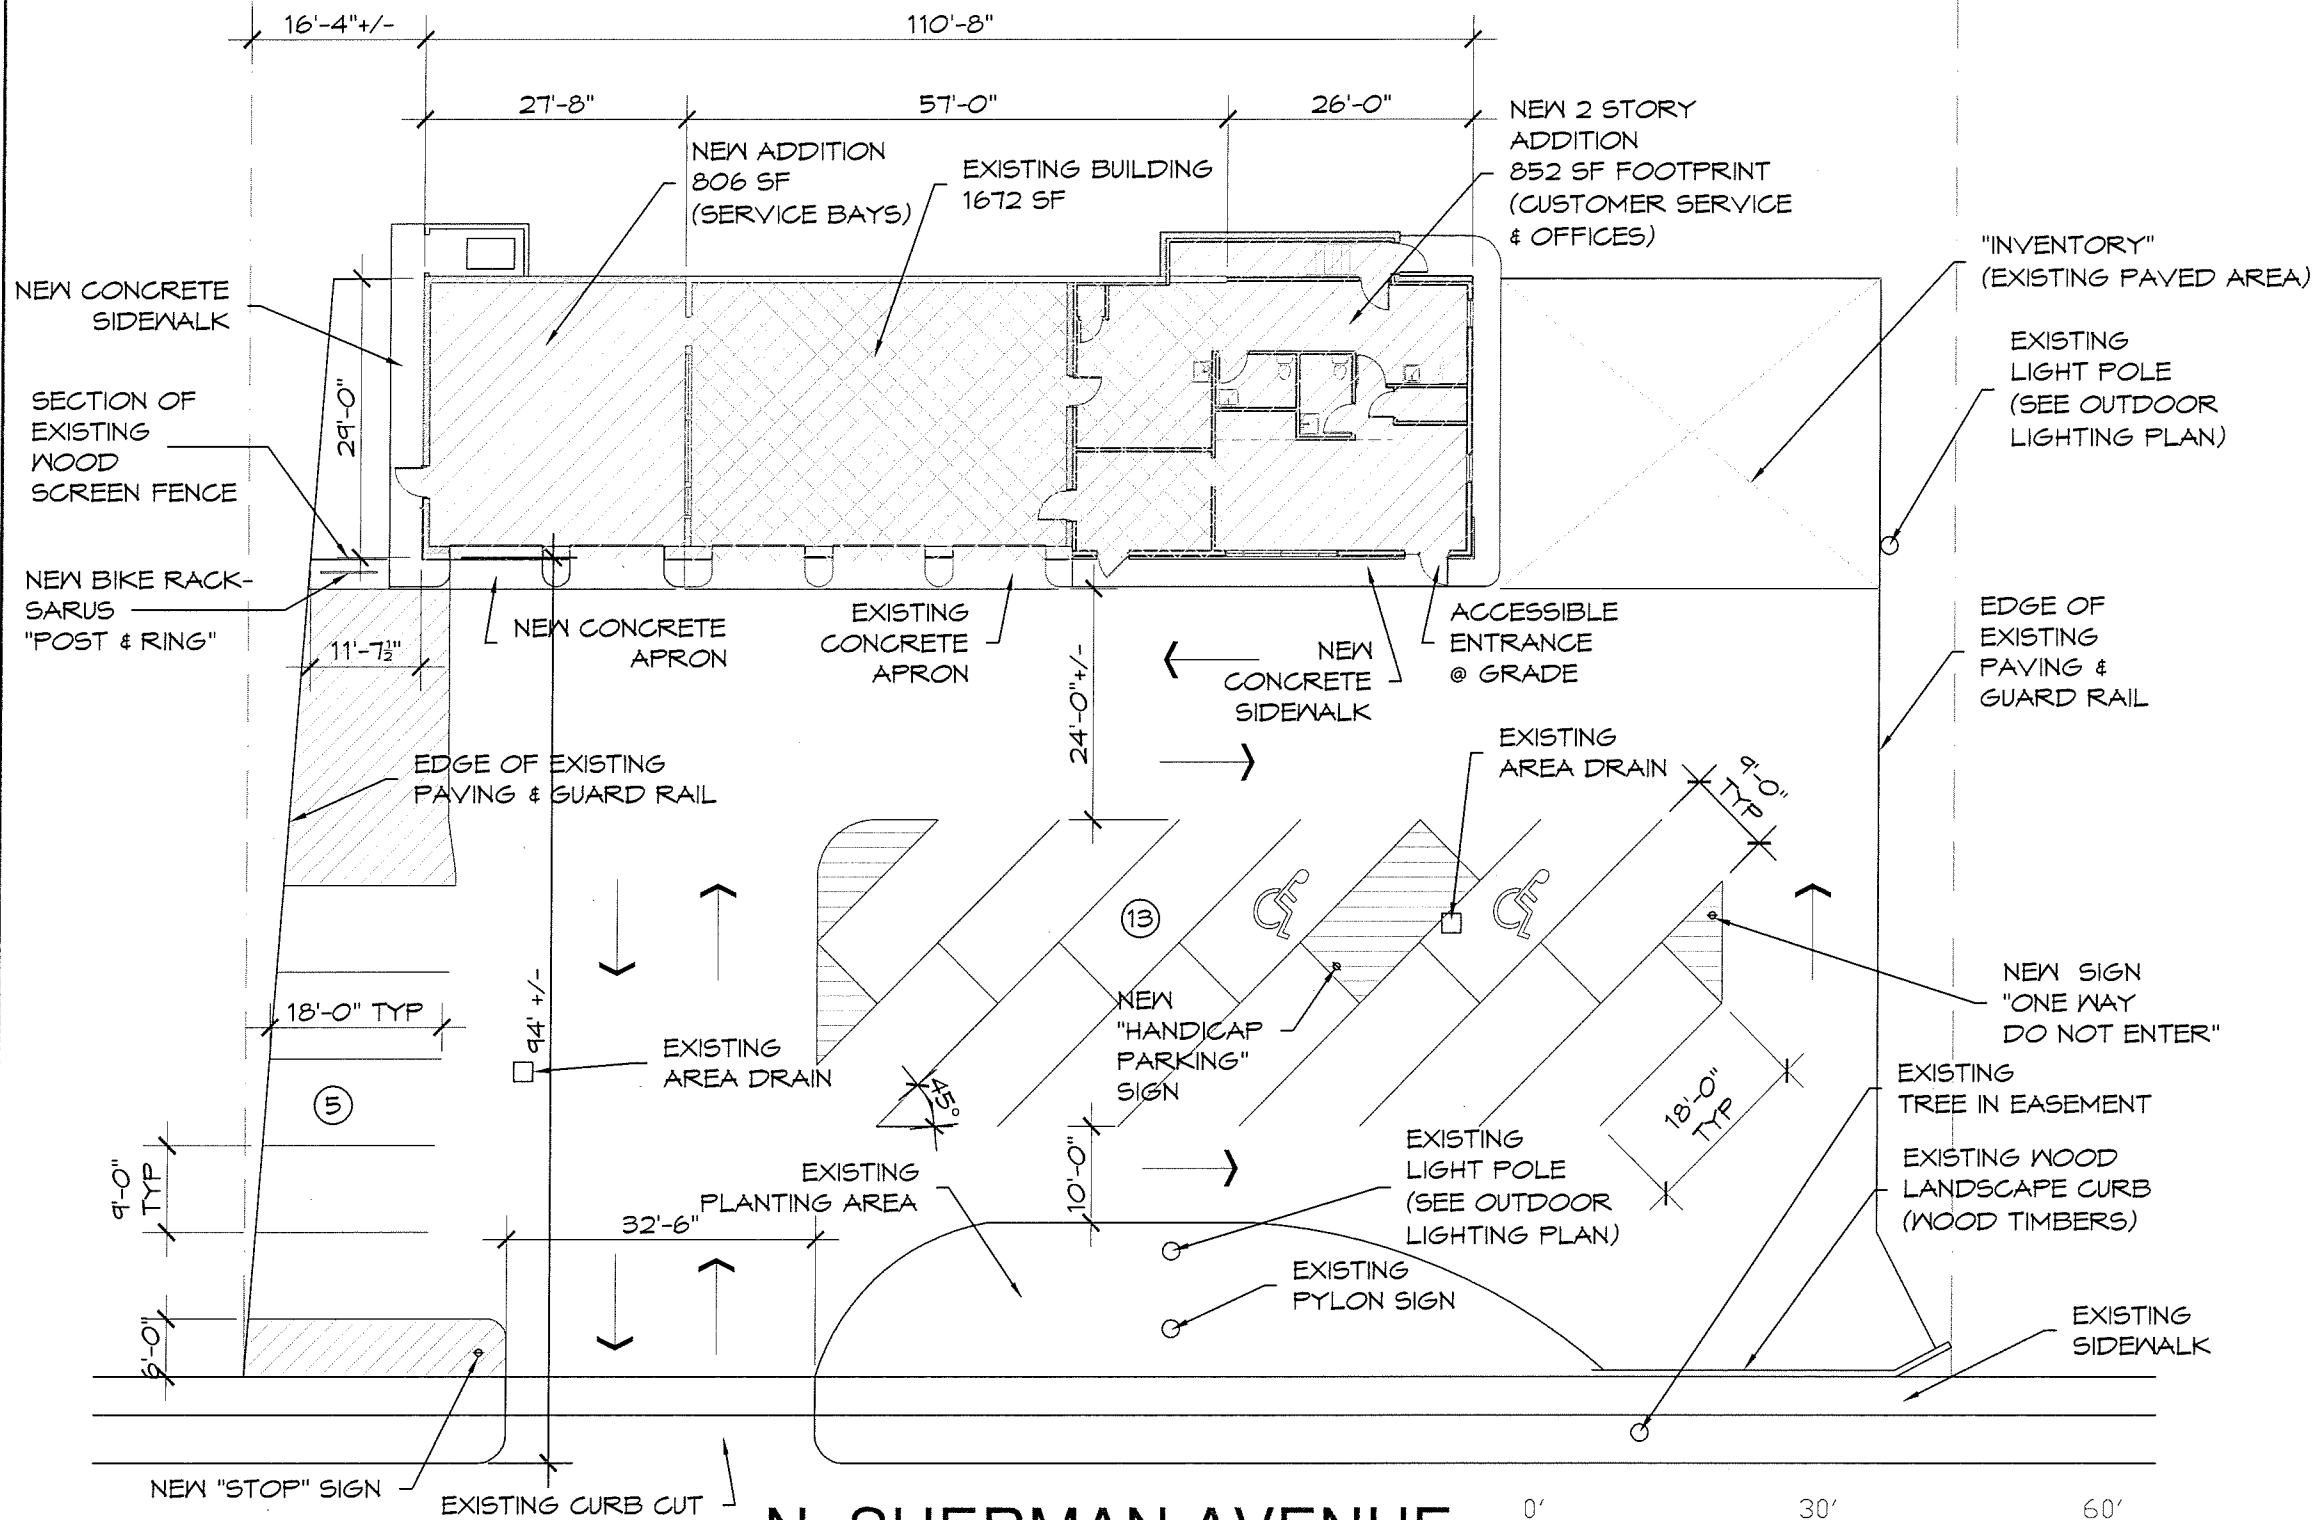 16'-4"+/-
110'-8"
27'-8"
57'-0"
26'-0"
NEW ADDITION
806 SF
(SERVICE BAYS)
EXISTING BUILDING
1672 SF
NEW 2 STORY
ADDITION
852 SF FOOTPRINT
(CUSTOMER SERVICE
& OFFICES)
"INVENTORY"
(EXISTING PAVED AREA)
NEW CONCRETE
SIDEWALK
EXISTING
LIGHT POLE
(SEE OUTDOOR
LIGHTING PLAN)
SECTION OF
EXISTING
WOOD
SCREEN FENCE
29'-0"
NEW BIKE RACK-
SARUS
"POST & RING"
11'-7½"
NEW CONCRETE
APRON
EXISTING
CONCRETE
APRON
NEW
CONCRETE
SIDEWALK
ACCESSIBLE
ENTRANCE
@ GRADE
EDGE OF
EXISTING
PAVING &
GUARD RAIL
24'-0"+/-
EDGE OF EXISTING
PAVING & GUARD RAIL
EXISTING
AREA DRAIN
9'-0"
TYP
13
18'-0" TYP
94' +/-
NEW
"HANDICAP
PARKING"
SIGN
NEW SIGN
"ONE WAY
DO NOT ENTER"
EXISTING
AREA DRAIN
5
45°
18'-0"
TYP
EXISTING
TREE IN EASEMENT
9'-0"
TYP
EXISTING
PLANTING AREA
10'-0"
EXISTING
LIGHT POLE
(SEE OUTDOOR
LIGHTING PLAN)
EXISTING WOOD
LANDSCAPE CURB
(WOOD TIMBERS)
32'-6"
EXISTING
PYLON SIGN
6'-0"
EXISTING
SIDEWALK
NEW "STOP" SIGN
EXISTING CURB CUT
N. SHERMAN AVENUE
0'
30'
60'